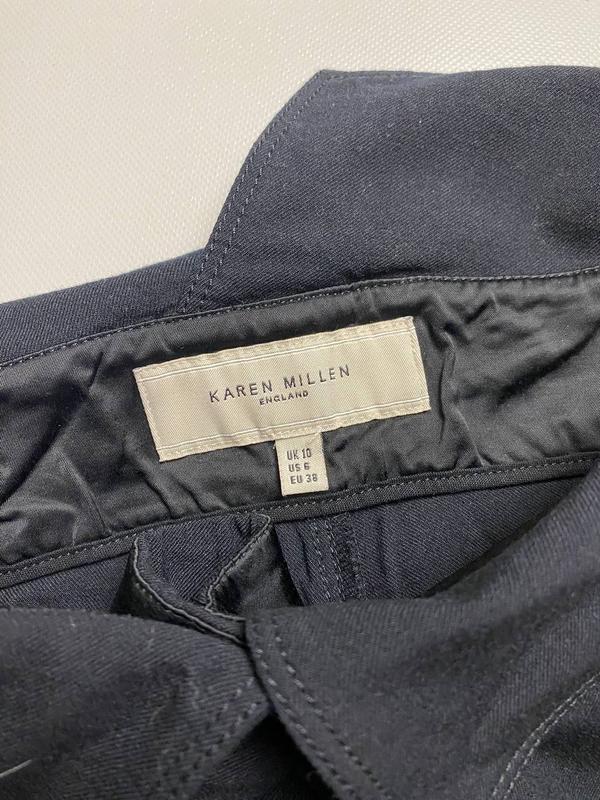 KAREN MILLEN
ENGLAND
UK 10
US 6
EU 38